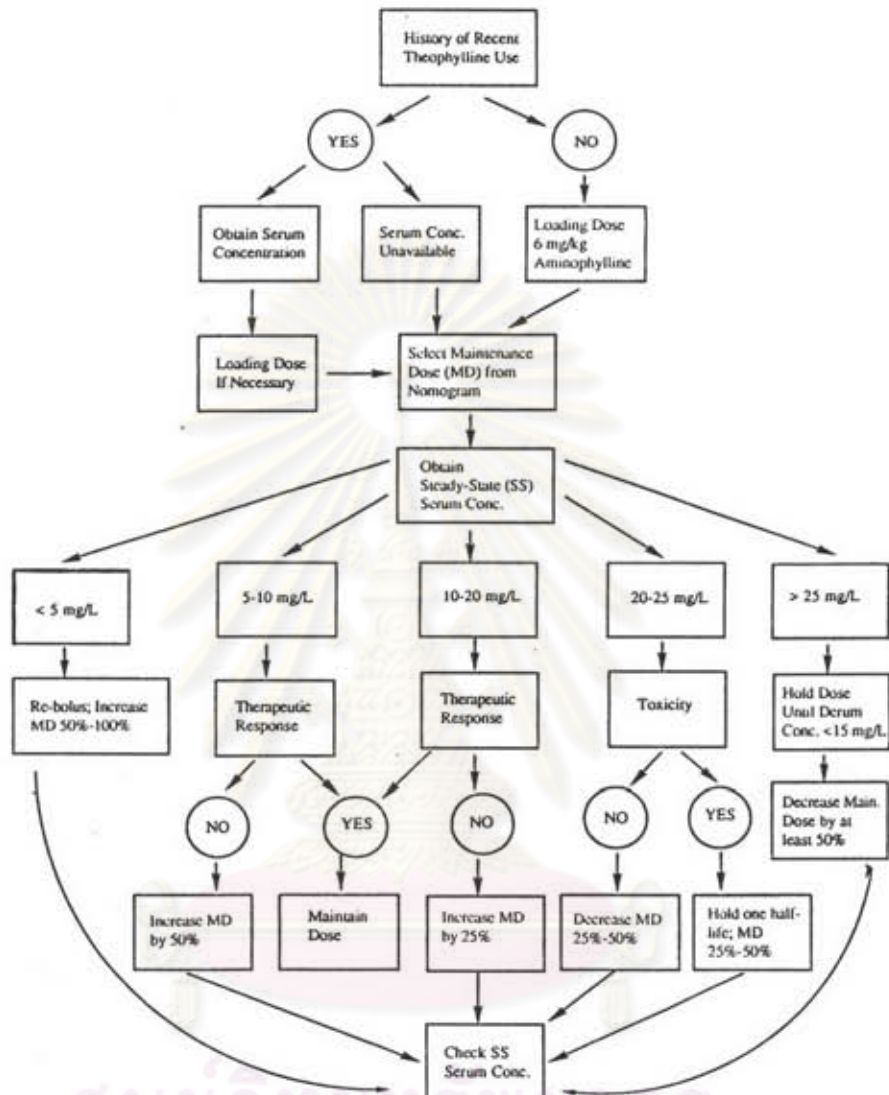 History of Recent
Theophylline Use
YES
NO
Obtain Serum
Concentration
Serum Conc.
Unavailable
Loading Dose
6 mg/kg
Aminophylline
Loading Dose
If Necessary
Select Maintenance
Dose (MD) from
Nomogram
Obtain
Steady-State (SS)
Serum Conc.
< 5 mg/L
5-10 mg/L
10-20 mg/L
20-25 mg/L
> 25 mg/L
Re-bolus; Increase
MD 50%-100%
Therapeutic
Response
Therapeutic
Response
Toxicity
Hold Dose
Until Derum
Conc. <15 mg/L
NO
YES
NO
NO
YES
Decrease Main.
Dose by at
least 50%
Increase MD
by 50%
Maintain
Dose
Increase MD
by 25%
Decrease MD
25%-50%
Hold one half-
life; MD
25%-50%
Check SS
Serum Conc.